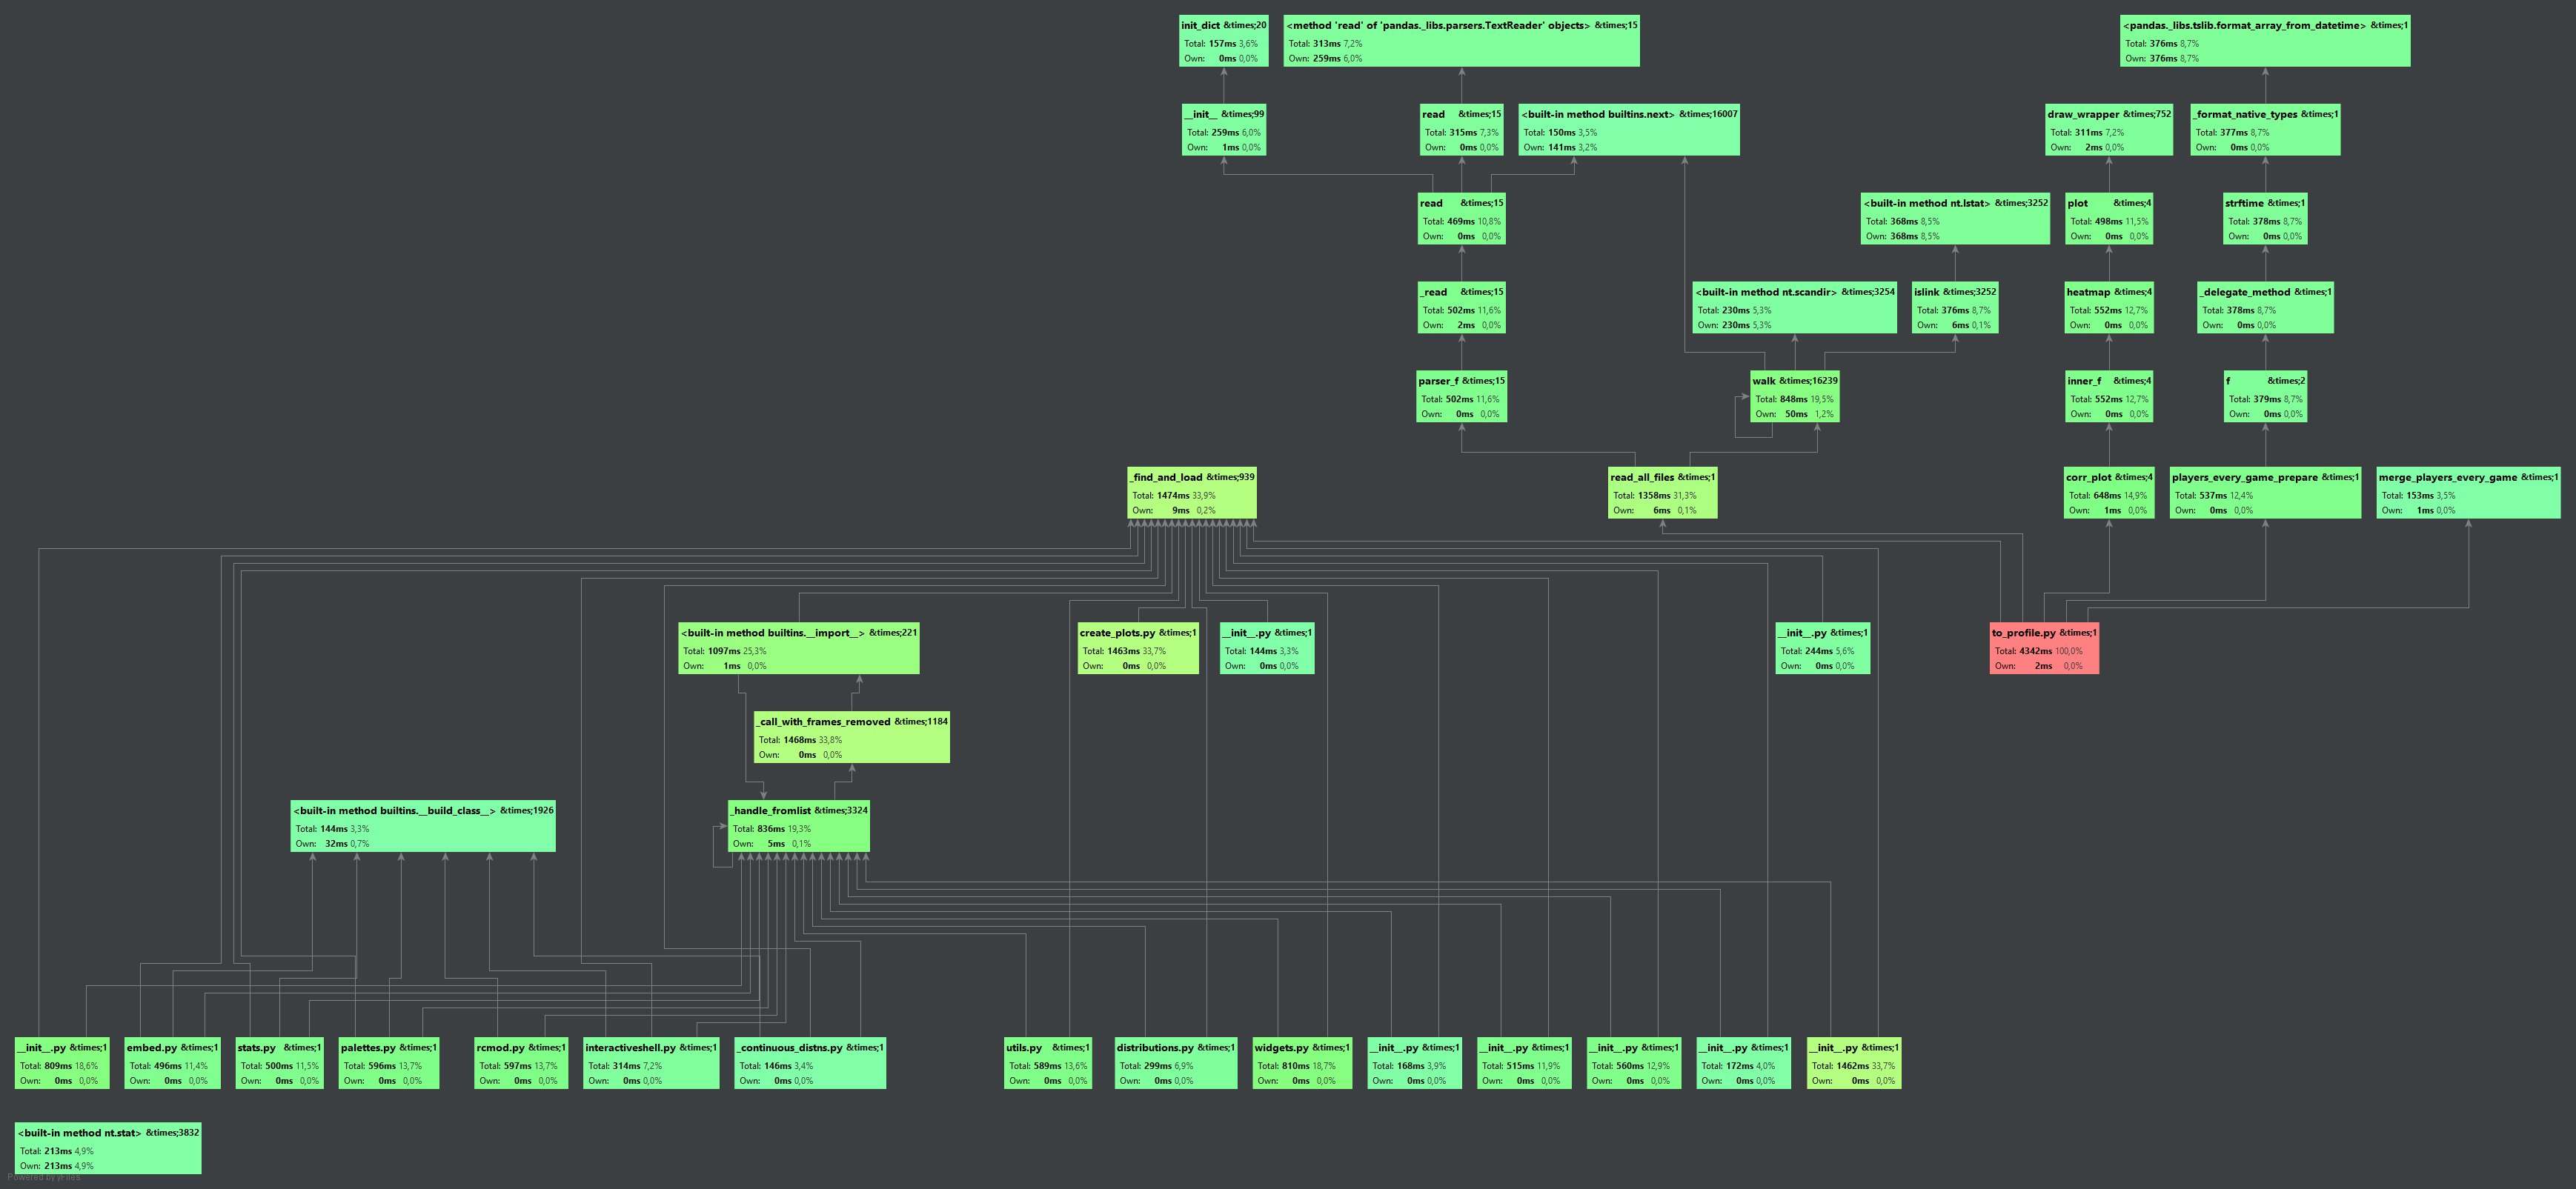 init_dict &times;20
Total: 157ms 3,6%
Own: 0ms 0,0%
<method 'read' of 'pandas._libs.parsers.TextReader' objects> &times;15
Total: 313ms 7,2%
Own: 259ms 6,0%
<pandas._libs.tslib.format_array_from_datetime> &times;1
Total: 376ms 8,7%
Own: 376ms 8,7%
__init__ &times;99
Total: 259ms 6,0%
Own: 1ms 0,0%
read &times;15
Total: 315ms 7,3%
Own: 0ms 0,0%
<built-in method builtins.next> &times;16007
Total: 150ms 3,5%
Own: 141ms 3,2%
draw_wrapper &times;752
Total: 311ms 7,2%
Own: 2ms 0,0%
_format_native_types &times;1
Total: 377ms 8,7%
Own: 0ms 0,0%
read &times;15
Total: 469ms 10,8%
Own: 0ms 0,0%
<built-in method nt.lstat> &times;3252
Total: 368ms 8,5%
Own: 368ms 8,5%
plot &times;4
Total: 498ms 11,5%
Own: 0ms 0,0%
strftime &times;1
Total: 378ms 8,7%
Own: 0ms 0,0%
_read &times;15
Total: 502ms 11,6%
Own: 2ms 0,0%
<built-in method nt.scandir> &times;3254
Total: 230ms 5,3%
Own: 230ms 5,3%
islink &times;3252
Total: 376ms 8,7%
Own: 6ms 0,1%
heatmap &times;4
Total: 552ms 12,7%
Own: 0ms 0,0%
_delegate_method &times;1
Total: 378ms 8,7%
Own: 0ms 0,0%
parser_f &times;15
Total: 502ms 11,6%
Own: 0ms 0,0%
walk &times;16239
Total: 848ms 19,5%
Own: 50ms 1,2%
inner_f &times;4
Total: 552ms 12,7%
Own: 0ms 0,0%
f &times;2
Total: 379ms 8,7%
Own: 0ms 0,0%
_find_and_load &times;939
Total: 1474ms 33,9%
Own: 9ms 0,2%
read_all_files &times;1
Total: 1358ms 31,3%
Own: 6ms 0,1%
corr_plot &times;4
Total: 648ms 14,9%
Own: 1ms 0,0%
players_every_game_prepare &times;1
Total: 537ms 12,4%
Own: 0ms 0,0%
merge_players_every_game &times;1
Total: 153ms 3,5%
Own: 1ms 0,0%
<built-in method builtins.__import__> &times;221
Total: 1097ms 25,3%
Own: 1ms 0,0%
create_plots.py &times;1
Total: 1463ms 33,7%
Own: 0ms 0,0%
__init__.py &times;1
Total: 144ms 3,3%
Own: 0ms 0,0%
__init__.py &times;1
Total: 244ms 5,6%
Own: 0ms 0,0%
to_profile.py &times;1
Total: 4342ms 100,0%
Own: 2ms 0,0%
_call_with_frames_removed &times;1184
Total: 1468ms 33,8%
Own: 0ms 0,0%
<built-in method builtins.__build_class__> &times;1926
Total: 144ms 3,3%
Own: 32ms 0,7%
_handle_fromlist &times;3324
Total: 836ms 19,3%
Own: 5ms 0,1%
__init__.py &times;1
Total: 809ms 18,6%
Own: 0ms 0,0%
embed.py &times;1
Total: 496ms 11,4%
Own: 0ms 0,0%
stats.py &times;1
Total: 500ms 11,5%
Own: 0ms 0,0%
palettes.py &times;1
Total: 596ms 13,7%
Own: 0ms 0,0%
rcmod.py &times;1
Total: 597ms 13,7%
Own: 0ms 0,0%
interactiveshell.py &times;1
Total: 314ms 7,2%
Own: 0ms 0,0%
_continuous_distns.py &times;1
Total: 146ms 3,4%
Own: 0ms 0,0%
utils.py &times;1
Total: 589ms 13,6%
Own: 0ms 0,0%
distributions.py &times;1
Total: 299ms 6,9%
Own: 0ms 0,0%
widgets.py &times;1
Total: 810ms 18,7%
Own: 0ms 0,0%
__init__.py &times;1
Total: 168ms 3,9%
Own: 0ms 0,0%
__init__.py &times;1
Total: 515ms 11,9%
Own: 0ms 0,0%
__init__.py &times;1
Total: 560ms 12,9%
Own: 0ms 0,0%
__init__.py &times;1
Total: 172ms 4,0%
Own: 0ms 0,0%
__init__.py &times;1
Total: 1462ms 33,7%
Own: 0ms 0,0%
<built-in method nt.stat> &times;3832
Total: 213ms 4,9%
Own: 213ms 4,9%
Powered by yFiles